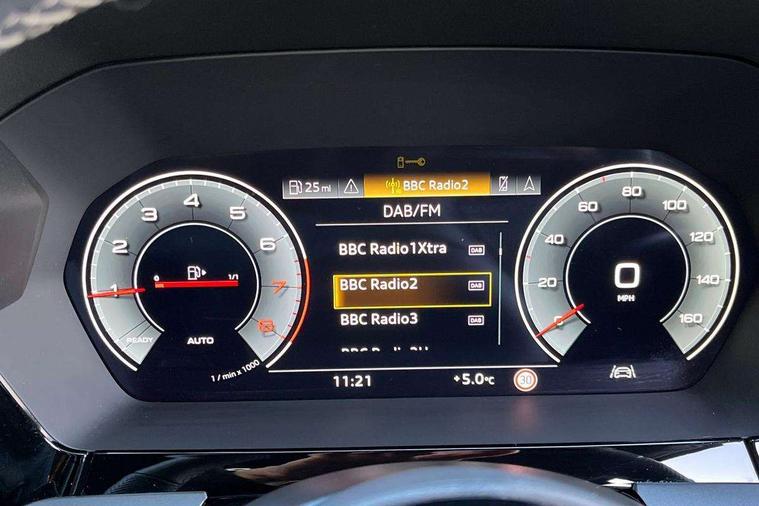 25 mi
BBC Radio2
DAB/FM
BBC Radio1Xtra DAB
BBC Radio2 DAB
BBC Radio3 DAB
1
2
3
4
5
6
7
8
READY
0 1/1
AUTO
1 / min x 1000
0
20
40
60
80
100
120
140
160
0
MPH
11:21
+5.0°C
30